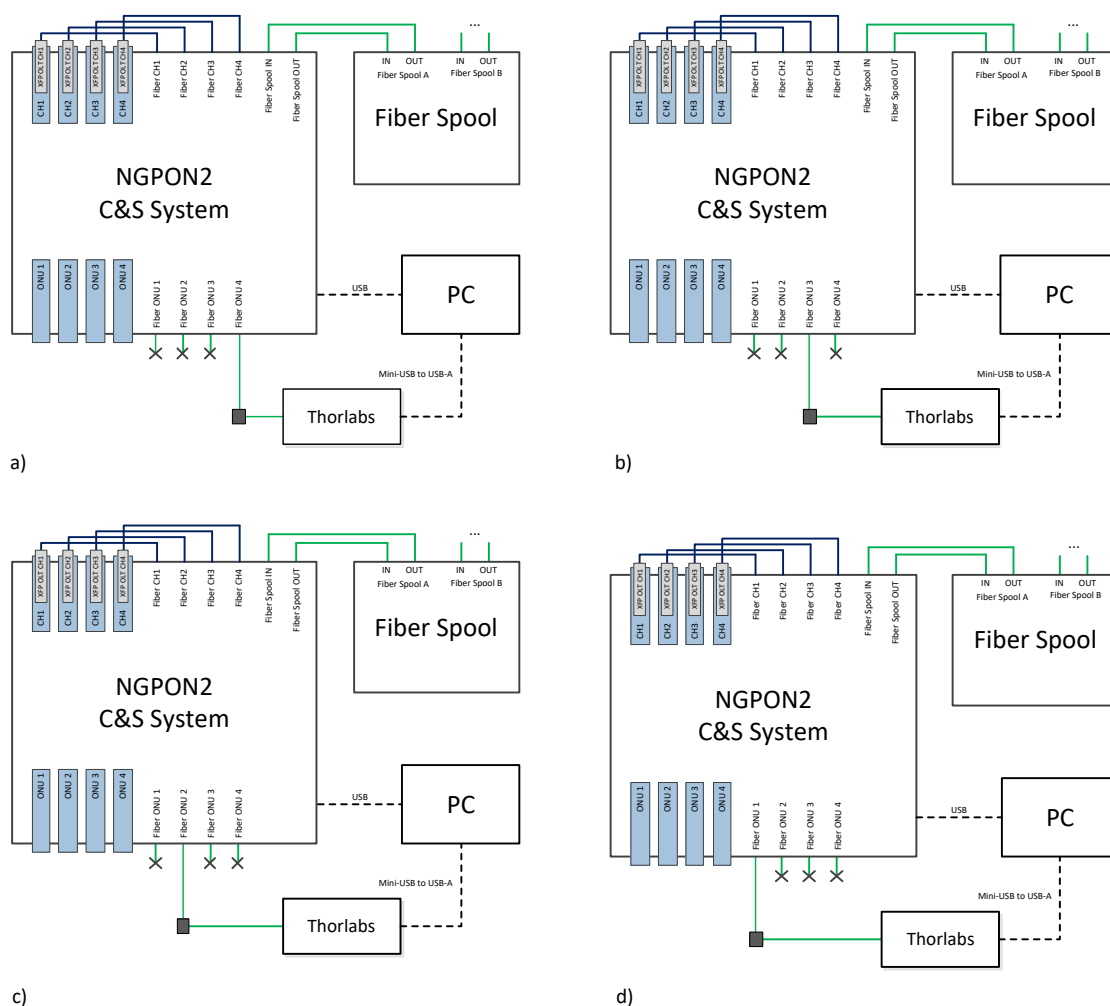 ...
XFP OLT CH1
XFP OLT CH2
XFP OLT CH3
XFP OLT CH4
CH1
CH2
CH3
CH4
Fiber CH1
Fiber CH2
Fiber CH3
Fiber CH4
Fiber Spool IN
Fiber Spool OUT
IN OUT IN OUT
Fiber Spool A Fiber Spool B
Fiber Spool
NGPON2
C&S System
ONU 1
ONU 2
ONU 3
ONU 4
Fiber ONU 1
Fiber ONU 2
Fiber ONU 3
Fiber ONU 4
USB
PC
Mini-USB to USB-A
Thorlabs
a)
...
XFP OLT CH1
XFP OLT CH2
XFP OLT CH3
XFP OLT CH4
CH1
CH2
CH3
CH4
Fiber CH1
Fiber CH2
Fiber CH3
Fiber CH4
Fiber Spool IN
Fiber Spool OUT
IN OUT IN OUT
Fiber Spool A Fiber Spool B
Fiber Spool
NGPON2
C&S System
ONU 1
ONU 2
ONU 3
ONU 4
Fiber ONU 1
Fiber ONU 2
Fiber ONU 3
Fiber ONU 4
USB
PC
Mini-USB to USB-A
Thorlabs
b)
...
XFP OLT CH1
XFP OLT CH2
XFP OLT CH3
XFP OLT CH4
CH1
CH2
CH3
CH4
Fiber CH1
Fiber CH2
Fiber CH3
Fiber CH4
Fiber Spool IN
Fiber Spool OUT
IN OUT IN OUT
Fiber Spool A Fiber Spool B
Fiber Spool
NGPON2
C&S System
ONU 1
ONU 2
ONU 3
ONU 4
Fiber ONU 1
Fiber ONU 2
Fiber ONU 3
Fiber ONU 4
USB
PC
Mini-USB to USB-A
Thorlabs
c)
...
XFP OLT CH1
XFP OLT CH2
XFP OLT CH3
XFP OLT CH4
CH1
CH2
CH3
CH4
Fiber CH1
Fiber CH2
Fiber CH3
Fiber CH4
Fiber Spool IN
Fiber Spool OUT
IN OUT IN OUT
Fiber Spool A Fiber Spool B
Fiber Spool
NGPON2
C&S System
ONU 1
ONU 2
ONU 3
ONU 4
Fiber ONU 1
Fiber ONU 2
Fiber ONU 3
Fiber ONU 4
USB
PC
Mini-USB to USB-A
Thorlabs
d)